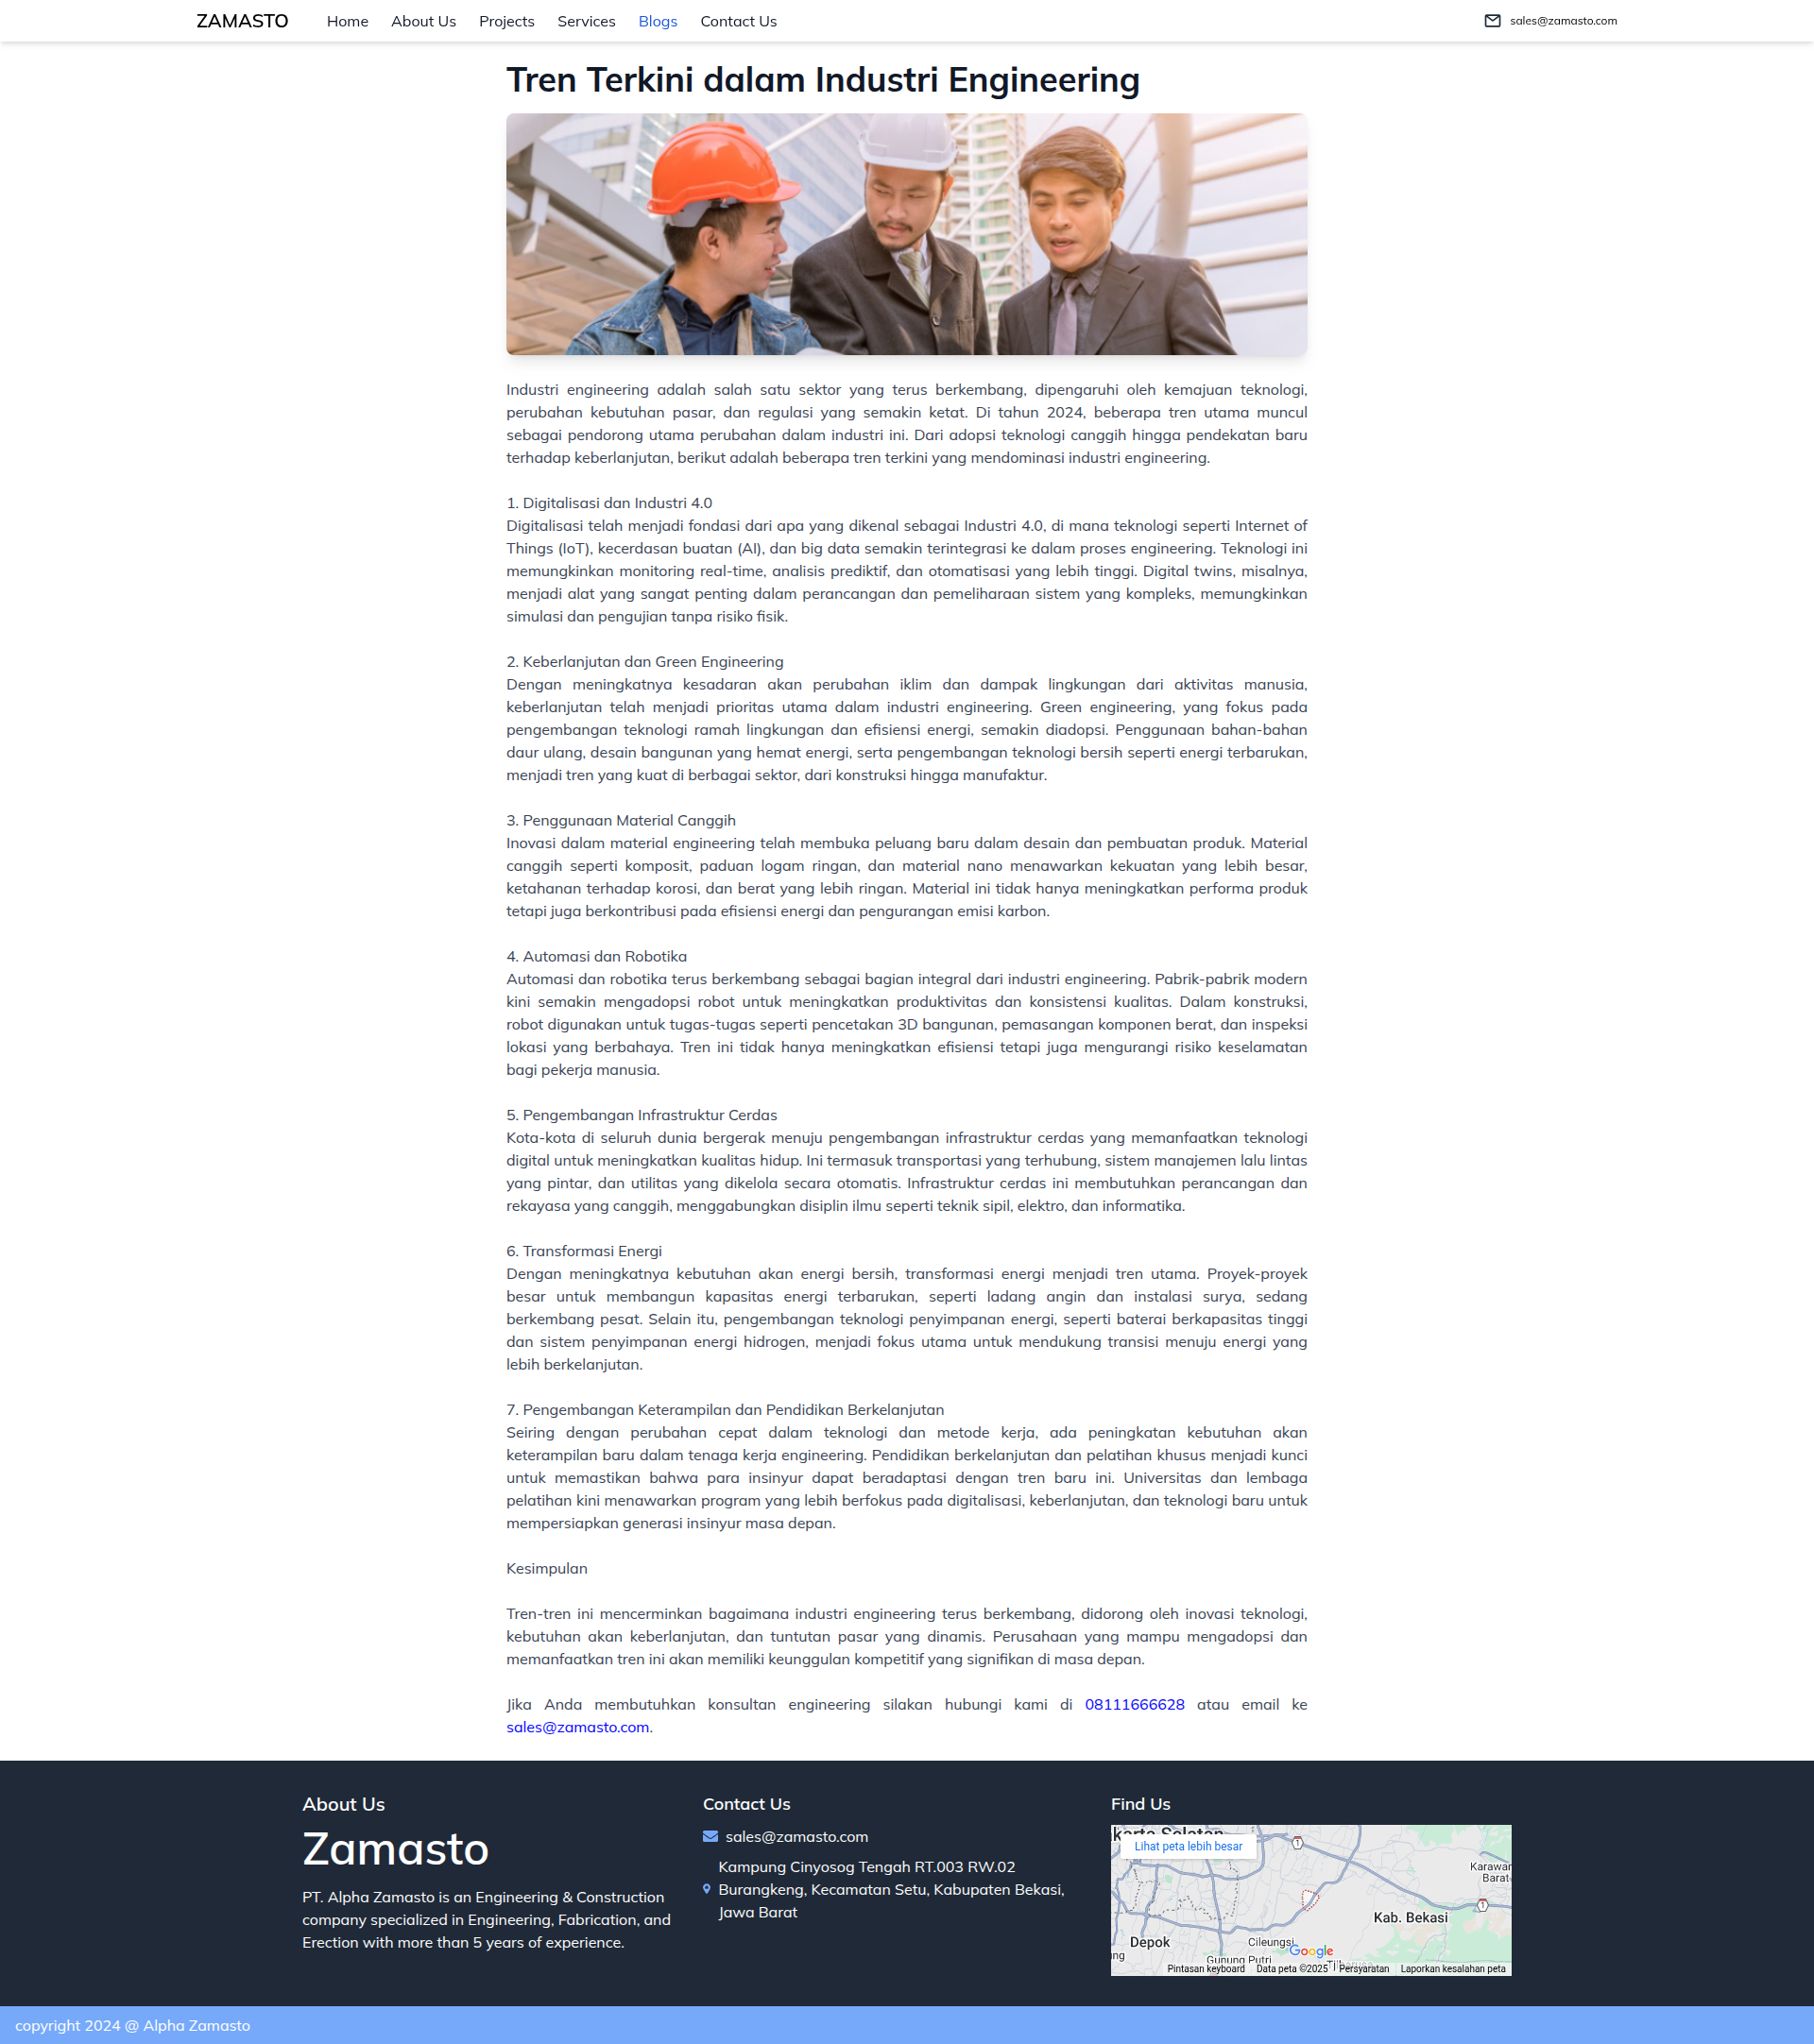 ZAMASTO Home About Us Projects Services Blogs Contact Us sales@zamasto.com
Tren Terkini dalam Industri Engineering
Industri engineering adalah salah satu sektor yang terus berkembang, dipengaruhi oleh kemajuan teknologi,
perubahan kebutuhan pasar, dan regulasi yang semakin ketat. Di tahun 2024, beberapa tren utama muncul
sebagai pendorong utama perubahan dalam industri ini. Dari adopsi teknologi canggih hingga pendekatan baru
terhadap keberlanjutan, berikut adalah beberapa tren terkini yang mendominasi industri engineering.
1. Digitalisasi dan Industri 4.0
Digitalisasi telah menjadi fondasi dari apa yang dikenal sebagai Industri 4.0, di mana teknologi seperti Internet of
Things (IoT), kecerdasan buatan (AI), dan big data semakin terintegrasi ke dalam proses engineering. Teknologi ini
memungkinkan monitoring real-time, analisis prediktif, dan otomatisasi yang lebih tinggi. Digital twins, misalnya,
menjadi alat yang sangat penting dalam perancangan dan pemeliharaan sistem yang kompleks, memungkinkan
simulasi dan pengujian tanpa risiko fisik.
2. Keberlanjutan dan Green Engineering
Dengan meningkatnya kesadaran akan perubahan iklim dan dampak lingkungan dari aktivitas manusia,
keberlanjutan telah menjadi prioritas utama dalam industri engineering. Green engineering, yang fokus pada
pengembangan teknologi ramah lingkungan dan efisiensi energi, semakin diadopsi. Penggunaan bahan-bahan
daur ulang, desain bangunan yang hemat energi, serta pengembangan teknologi bersih seperti energi terbarukan,
menjadi tren yang kuat di berbagai sektor, dari konstruksi hingga manufaktur.
3. Penggunaan Material Canggih
Inovasi dalam material engineering telah membuka peluang baru dalam desain dan pembuatan produk. Material
canggih seperti komposit, paduan logam ringan, dan material nano menawarkan kekuatan yang lebih besar,
ketahanan terhadap korosi, dan berat yang lebih ringan. Material ini tidak hanya meningkatkan performa produk
tetapi juga berkontribusi pada efisiensi energi dan pengurangan emisi karbon.
4. Automasi dan Robotika
Automasi dan robotika terus berkembang sebagai bagian integral dari industri engineering. Pabrik-pabrik modern
kini semakin mengadopsi robot untuk meningkatkan produktivitas dan konsistensi kualitas. Dalam konstruksi,
robot digunakan untuk tugas-tugas seperti pencetakan 3D bangunan, pemasangan komponen berat, dan inspeksi
lokasi yang berbahaya. Tren ini tidak hanya meningkatkan efisiensi tetapi juga mengurangi risiko keselamatan
bagi pekerja manusia.
5. Pengembangan Infrastruktur Cerdas
Kota-kota di seluruh dunia bergerak menuju pengembangan infrastruktur cerdas yang memanfaatkan teknologi
digital untuk meningkatkan kualitas hidup. Ini termasuk transportasi yang terhubung, sistem manajemen lalu lintas
yang pintar, dan utilitas yang dikelola secara otomatis. Infrastruktur cerdas ini membutuhkan perancangan dan
rekayasa yang canggih, menggabungkan disiplin ilmu seperti teknik sipil, elektro, dan informatika.
6. Transformasi Energi
Dengan meningkatnya kebutuhan akan energi bersih, transformasi energi menjadi tren utama. Proyek-proyek
besar untuk membangun kapasitas energi terbarukan, seperti ladang angin dan instalasi surya, sedang
berkembang pesat. Selain itu, pengembangan teknologi penyimpanan energi, seperti baterai berkapasitas tinggi
dan sistem penyimpanan energi hidrogen, menjadi fokus utama untuk mendukung transisi menuju energi yang
lebih berkelanjutan.
7. Pengembangan Keterampilan dan Pendidikan Berkelanjutan
Seiring dengan perubahan cepat dalam teknologi dan metode kerja, ada peningkatan kebutuhan akan
keterampilan baru dalam tenaga kerja engineering. Pendidikan berkelanjutan dan pelatihan khusus menjadi kunci
untuk memastikan bahwa para insinyur dapat beradaptasi dengan tren baru ini. Universitas dan lembaga
pelatihan kini menawarkan program yang lebih berfokus pada digitalisasi, keberlanjutan, dan teknologi baru untuk
mempersiapkan generasi insinyur masa depan.
Kesimpulan
Tren-tren ini mencerminkan bagaimana industri engineering terus berkembang, didorong oleh inovasi teknologi,
kebutuhan akan keberlanjutan, dan tuntutan pasar yang dinamis. Perusahaan yang mampu mengadopsi dan
memanfaatkan tren ini akan memiliki keunggulan kompetitif yang signifikan di masa depan.
Jika Anda membutuhkan konsultan engineering silakan hubungi kami di 08111666628 atau email ke
sales@zamasto.com.
About Us
Zamasto
PT. Alpha Zamasto is an Engineering & Construction
company specialized in Engineering, Fabrication, and
Erection with more than 5 years of experience.
Contact Us
sales@zamasto.com
Kampung Cinyosog Tengah RT.003 RW.02
Burangkeng, Kecamatan Setu, Kabupaten Bekasi,
Jawa Barat
Find Us
Lihat peta lebih besar
1
Karawan
Barat
1
Kab. Bekasi
Depok
Cileungsi
Gunung Putri
Google
Pintasan keyboard Data peta ©2025 Persyaratan Laporkan kesalahan peta
copyright 2024 @ Alpha Zamasto